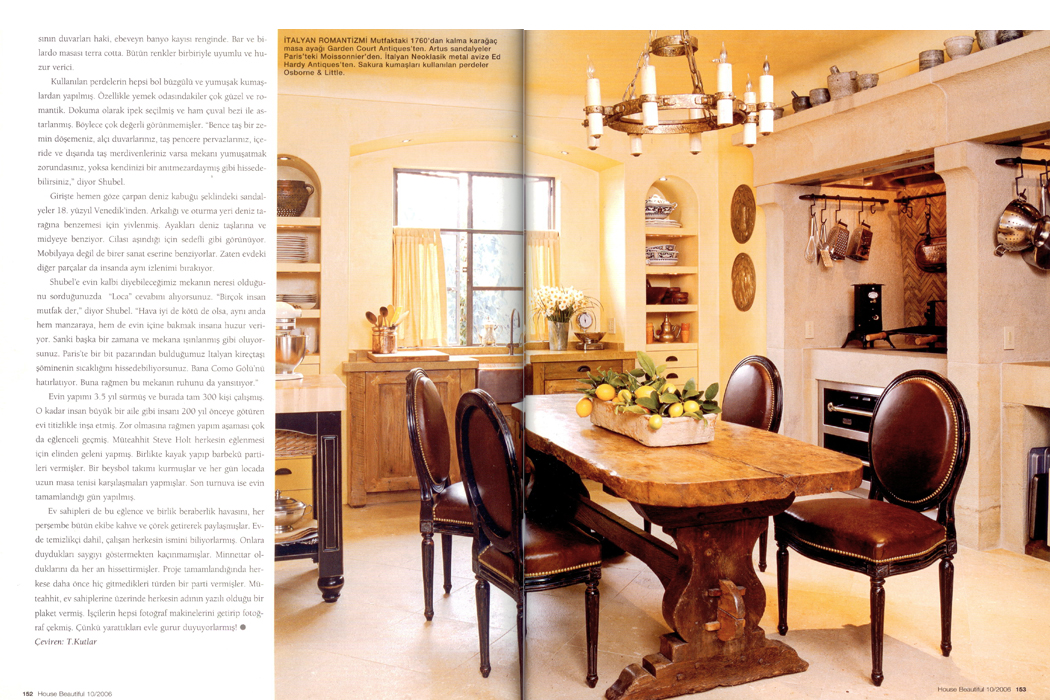 sının duvarları haki, ebeveyn banyo kayısı renginde. Bar ve bi-
lardo masası terra cotta. Bütün renkler birbiriyle uyumlu ve hu-
zur verici.
Kullanılan perdelerin hepsi bol büzgülü ve yumuşak kumaş-
lardan yapılmış. Özellikle yemek odasındakiler çok güzel ve ro-
mantik. Dokuma olarak ipek seçilmiş ve ham çuval bezi ile as-
tarlanmış. Böylece çok değerli görünmemişler. "Bence taş bir ze-
min döşemeniz, alçı duvarlarınız, taş pencere pervazlarınız, içe-
ride ve dışarıda taş merdivenleriniz varsa mekanı yumuşatmak
zorundasınız, yoksa kendinizi bir anıtmezardaymış gibi hissede-
bilirsiniz," diyor Shubel.
Girişte hemen göze çarpan deniz kabuğu şeklindeki sandal-
yeler 18. yüzyıl Venedik'inden. Arkalığı ve oturma yeri deniz ta-
rağına benzemesi için yivlenmiş. Ayakları deniz taşlarına ve
midyeye benziyor. Cilası aşındığı için sedefli gibi görünüyor.
Mobilyaya değil de birer sanat eserine benziyorlar. Zaten evdeki
diğer parçalar da insanda aynı izlenimi bırakıyor.
Shubel'e evin kalbi diyebileceğimiz mekanın neresi olduğu-
nu sorduğunuzda "Loca" cevabını alıyorsunuz. "Birçok insan
mutfak der," diyor Shubel. "Hava iyi de kötü de olsa, aynı anda
hem manzaraya, hem de evin içine bakmak insana huzur veri-
yor. Sanki başka bir zamana ve mekana ışınlanmış gibi oluyor-
sunuz. Paris'te bir bit pazarından bulduğumuz İtalyan kireçtaşı
şöminenin sıcaklığını hissedebiliyorsunuz. Bana Como Gölü'nü
hatırlatıyor. Buna rağmen bu mekanın ruhunu da yansıtıyor."
Evin yapımı 3.5 yıl sürmüş ve burada tam 300 kişi çalışmış.
O kadar insan büyük bir aile gibi insanı 200 yıl önceye götüren
evi titizlikle inşa etmiş. Zor olmasına rağmen yapım aşaması çok
da eğlenceli geçmiş. Müteahhit Steve Holt herkesin eğlenmesi
için elinden geleni yapmış. Birlikte kayak yapıp barbekü parti-
leri vermişler. Bir beysbol takımı kurmuşlar ve her gün locada
uzun masa tenisi karşılaşmaları yapmışlar. Son turnuva ise evin
tamamlandığı gün yapılmış.
Ev sahipleri de bu eğlence ve birlik beraberlik havasını, her
perşembe bütün ekibe kahve ve çörek getirerek paylaşmışlar. Ev-
de temizlikçi dahil, çalışan herkesin ismini biliyorlarmış. Onlara
duydukları saygıyı göstermekten kaçınmamışlar. Minnettar ol-
duklarını da her an hissettirmişler. Proje tamamlandığında her-
kese daha önce hiç gitmedikleri türden bir parti vermişler. Mü-
teahhit, ev sahiplerine üzerinde herkesin adının yazılı olduğu bir
plaket vermiş. İşçilerin hepsi fotoğraf makinelerini getirip fotoğ-
raf çekmiş. Çünkü yarattıkları evle gurur duyuyorlarmış!
Çeviren: T.Kutlar
152 House Beautiful 10/2006
İTALYAN ROMANTİZMİ Mutfaktaki 1760'dan kalma karağaç
masa ayağı Garden Court Antiques'ten. Artus sandalyeler
Paris'teki Moissonnier'den. İtalyan Neoklasik metal avize Ed
Hardy Antiques'ten. Sakura kumaşları kullanılan perdeler
Osborne & Little.
House Beautiful 10/2006 153